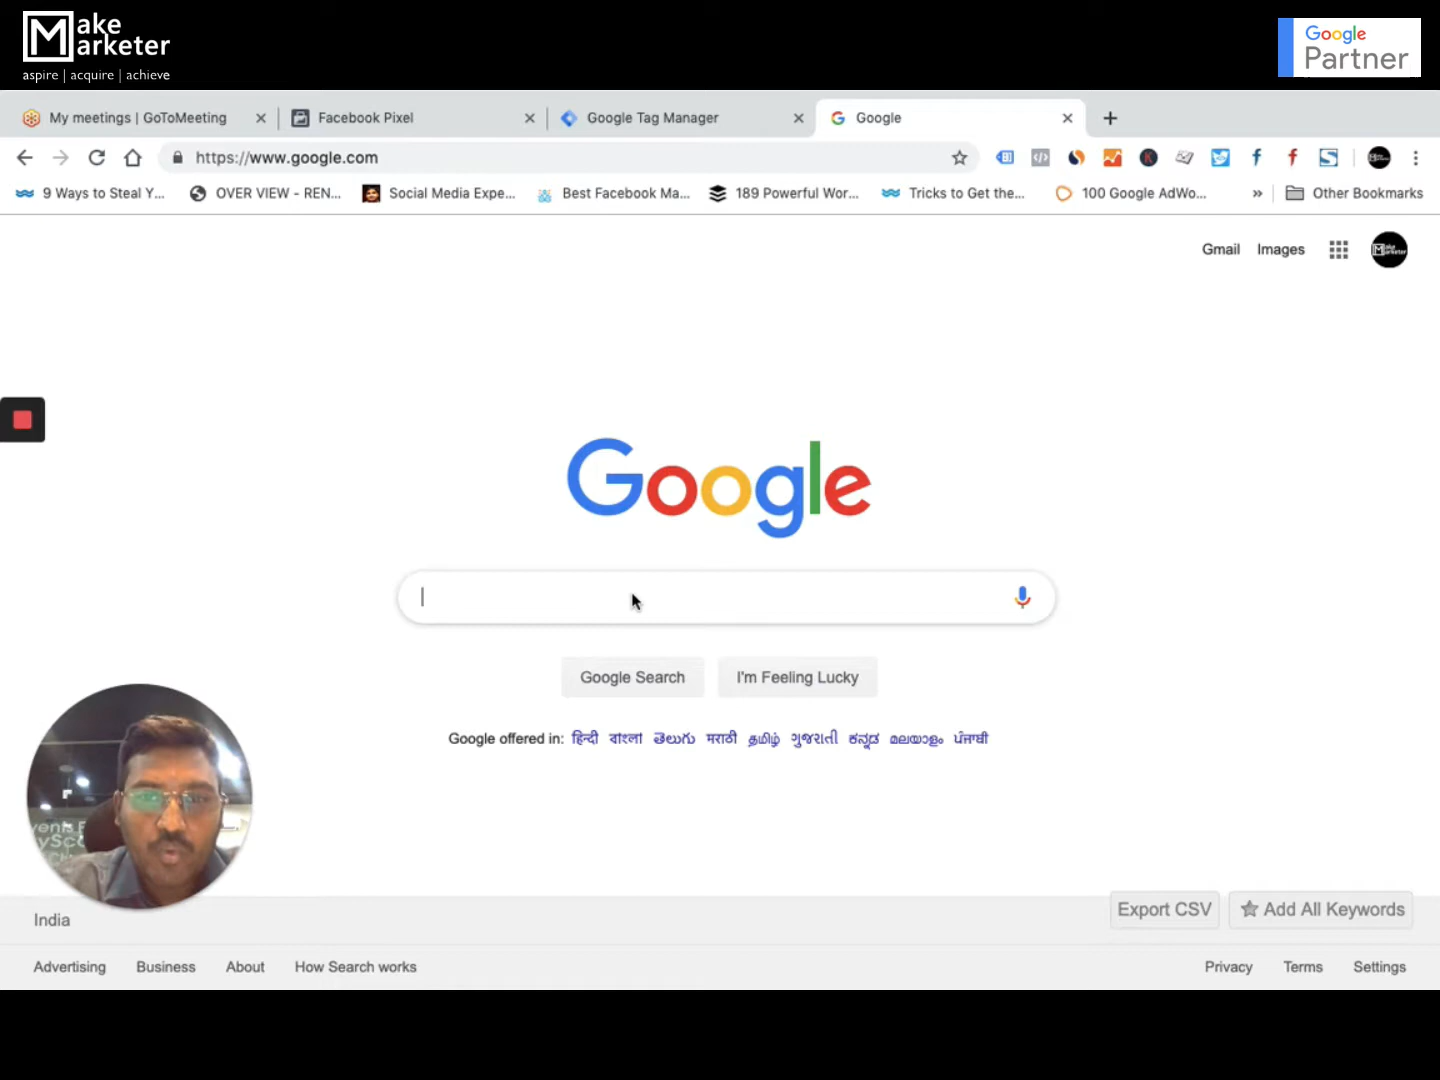 Make
Marketer
aspire | acquire | achieve
Google
Partner
My meetings | GoToMeeting
Facebook Pixel
Google Tag Manager
Google
https://www.google.com
9 Ways to Steal Y...
OVER VIEW - REN...
Social Media Expe...
Best Facebook Ma...
189 Powerful Wor...
Tricks to Get the...
100 Google AdWo...
Other Bookmarks
Gmail Images
Google
Google Search
I'm Feeling Lucky
Google offered in: हिन्दी বাংলা తెలుగు मराठी தமிழ் ગુજરાતી ಕನ್ನಡ മലയാളം ਪੰਜਾਬੀ
India
Export CSV
Add All Keywords
Advertising Business About How Search works
Privacy Terms Settings